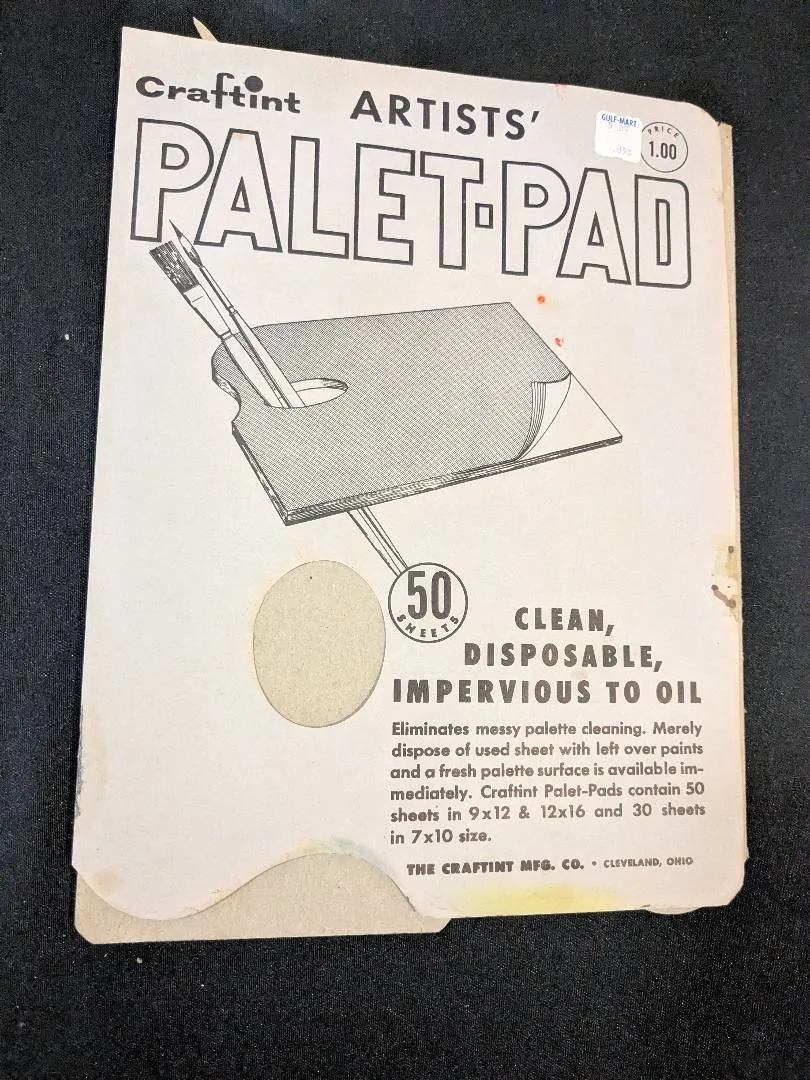 Craftint ARTISTS'
GULF-MART
PRICE
1.00
PALET-PAD
50
SHEETS
CLEAN,
DISPOSABLE,
IMPERVIOUS TO OIL
Eliminates messy palette cleaning. Merely
dispose of used sheet with left over paints
and a fresh palette surface is available im-
mediately. Craftint Palet-Pads contain 50
sheets in 9x12 & 12x16 and 30 sheets
in 7x10 size.
THE CRAFTINT MFG. CO. • CLEVELAND, OHIO